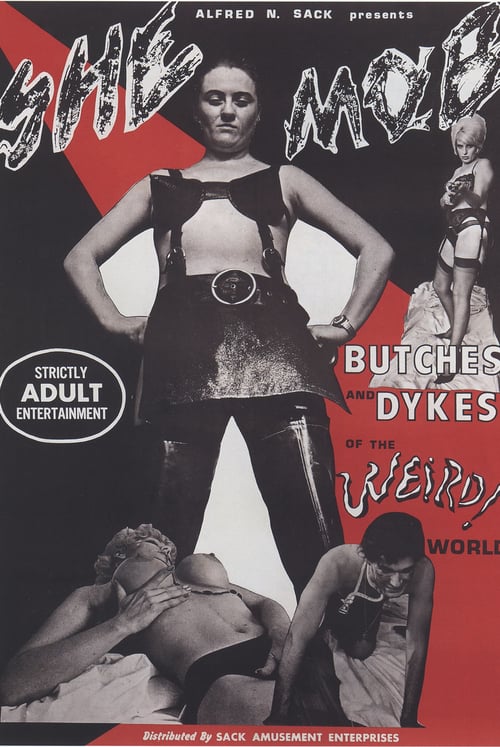 ALFRED N. SACK presents
SHE MOB
STRICTLY
ADULT
ENTERTAINMENT
BUTCHES
AND DYKES
OF THE
WEIRD!
WORLD
Distributed By SACK AMUSEMENT ENTERPRISES